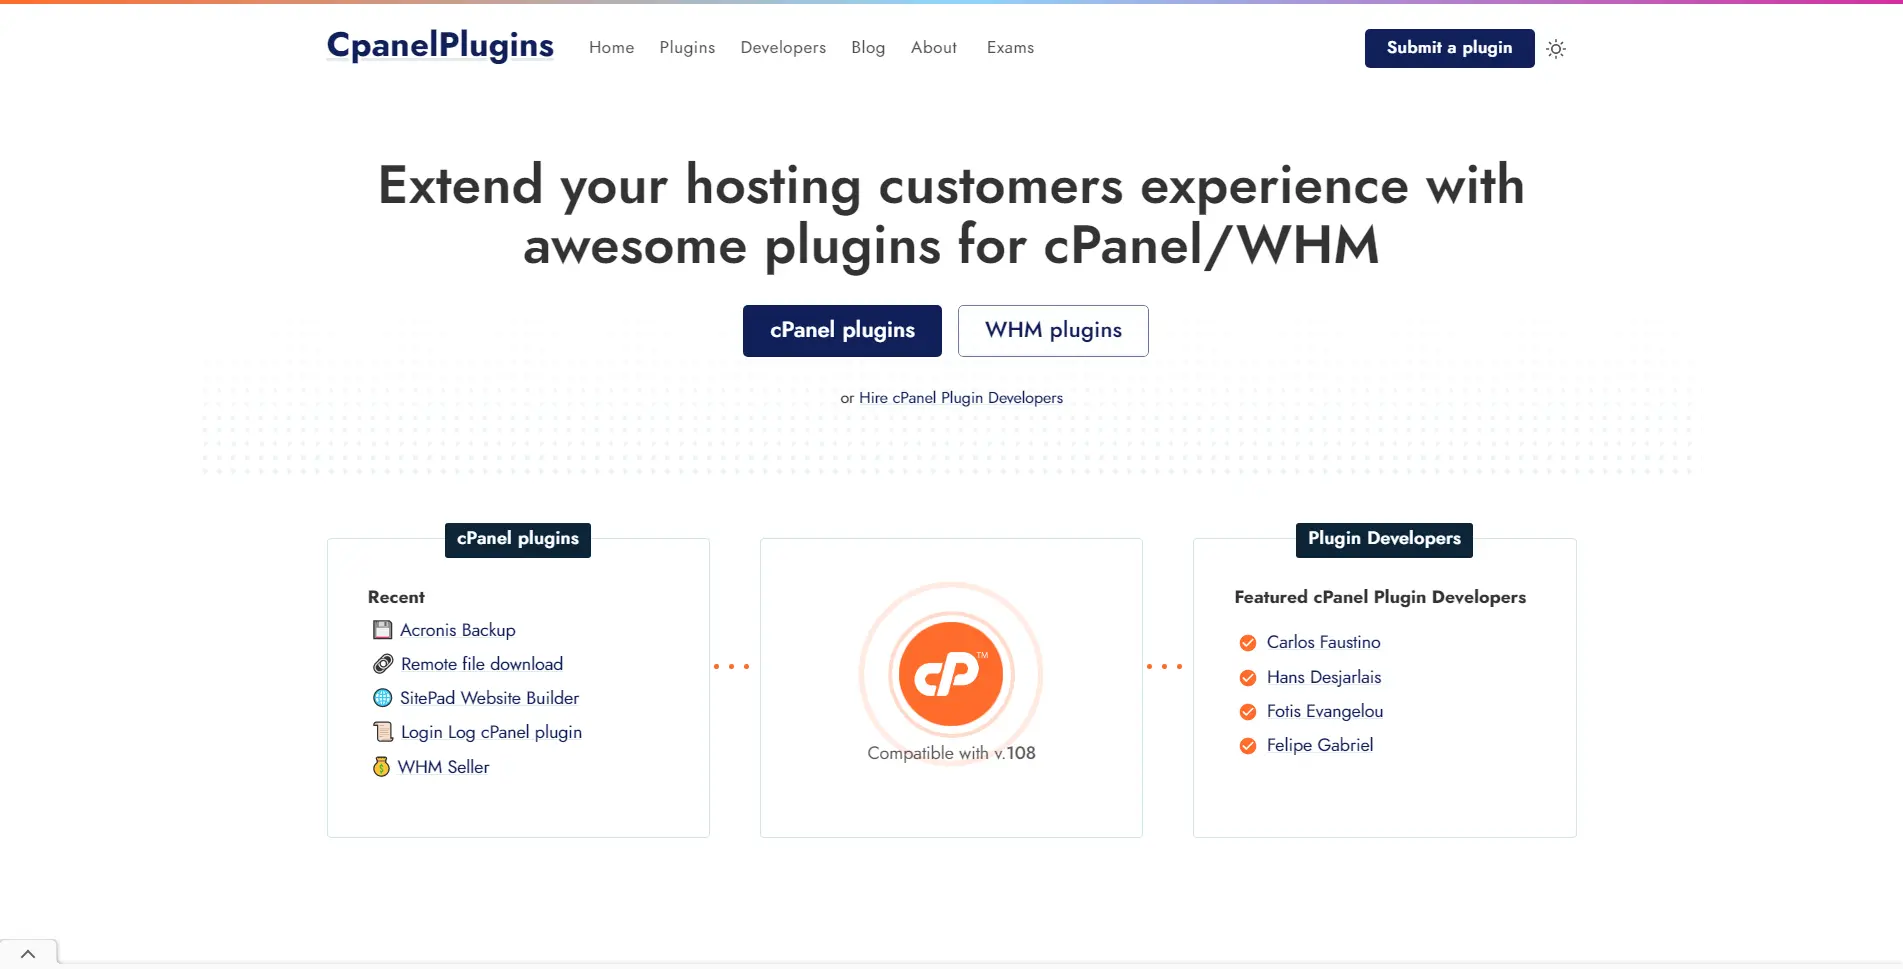 CpanelPlugins
Home Plugins Developers Blog About Exams
Submit a plugin
Extend your hosting customers experience with
awesome plugins for cPanel/WHM
cPanel plugins
WHM plugins
or Hire cPanel Plugin Developers
cPanel plugins
Recent
Acronis Backup
Remote file download
SitePad Website Builder
Login Log cPanel plugin
WHM Seller
cP™
Compatible with v.108
Plugin Developers
Featured cPanel Plugin Developers
Carlos Faustino
Hans Desjarlais
Fotis Evangelou
Felipe Gabriel